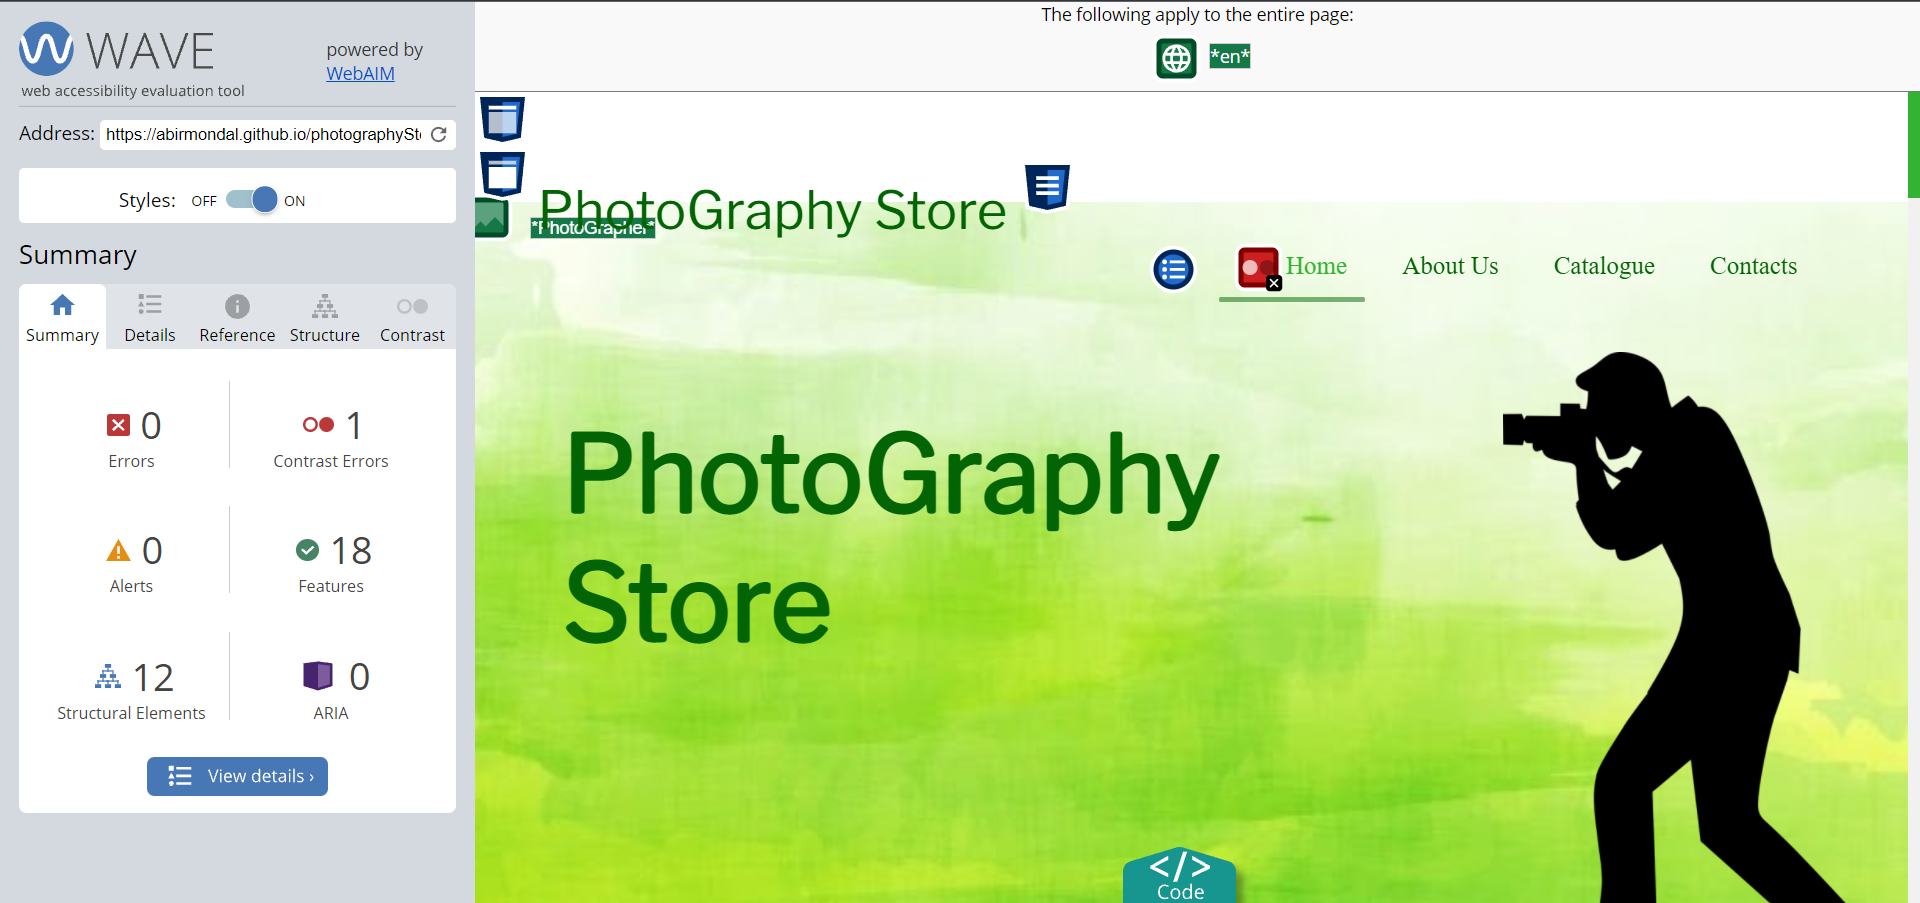 WAVE
powered by
WebAIM
web accessibility evaluation tool
Address: https://abirmondal.github.io/photographySt
Styles: OFF ON
Summary
Summary Details Reference Structure Contrast
0 1
Errors Contrast Errors
0 18
Alerts Features
12 0
Structural Elements ARIA
View details ›
The following apply to the entire page:
*en*
PhotoGraphy Store
*PhotoGrapher*
Home About Us Catalogue Contacts
PhotoGraphy
Store
</>
Code